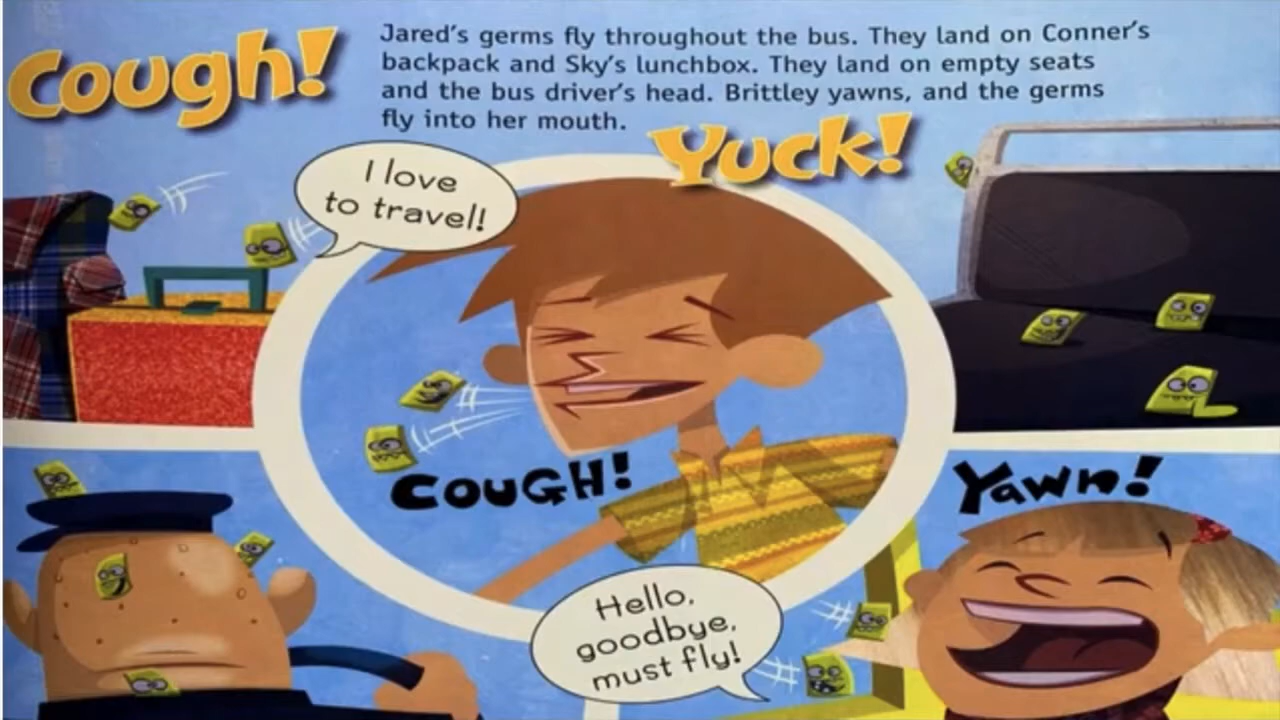 Cough!
Jared's germs fly throughout the bus. They land on Conner's
backpack and Sky's lunchbox. They land on empty seats
and the bus driver's head. Brittley yawns, and the germs
fly into her mouth.
Yuck!
I love
to travel!
COUGH!
Yawn!
Hello,
goodbye,
must fly!